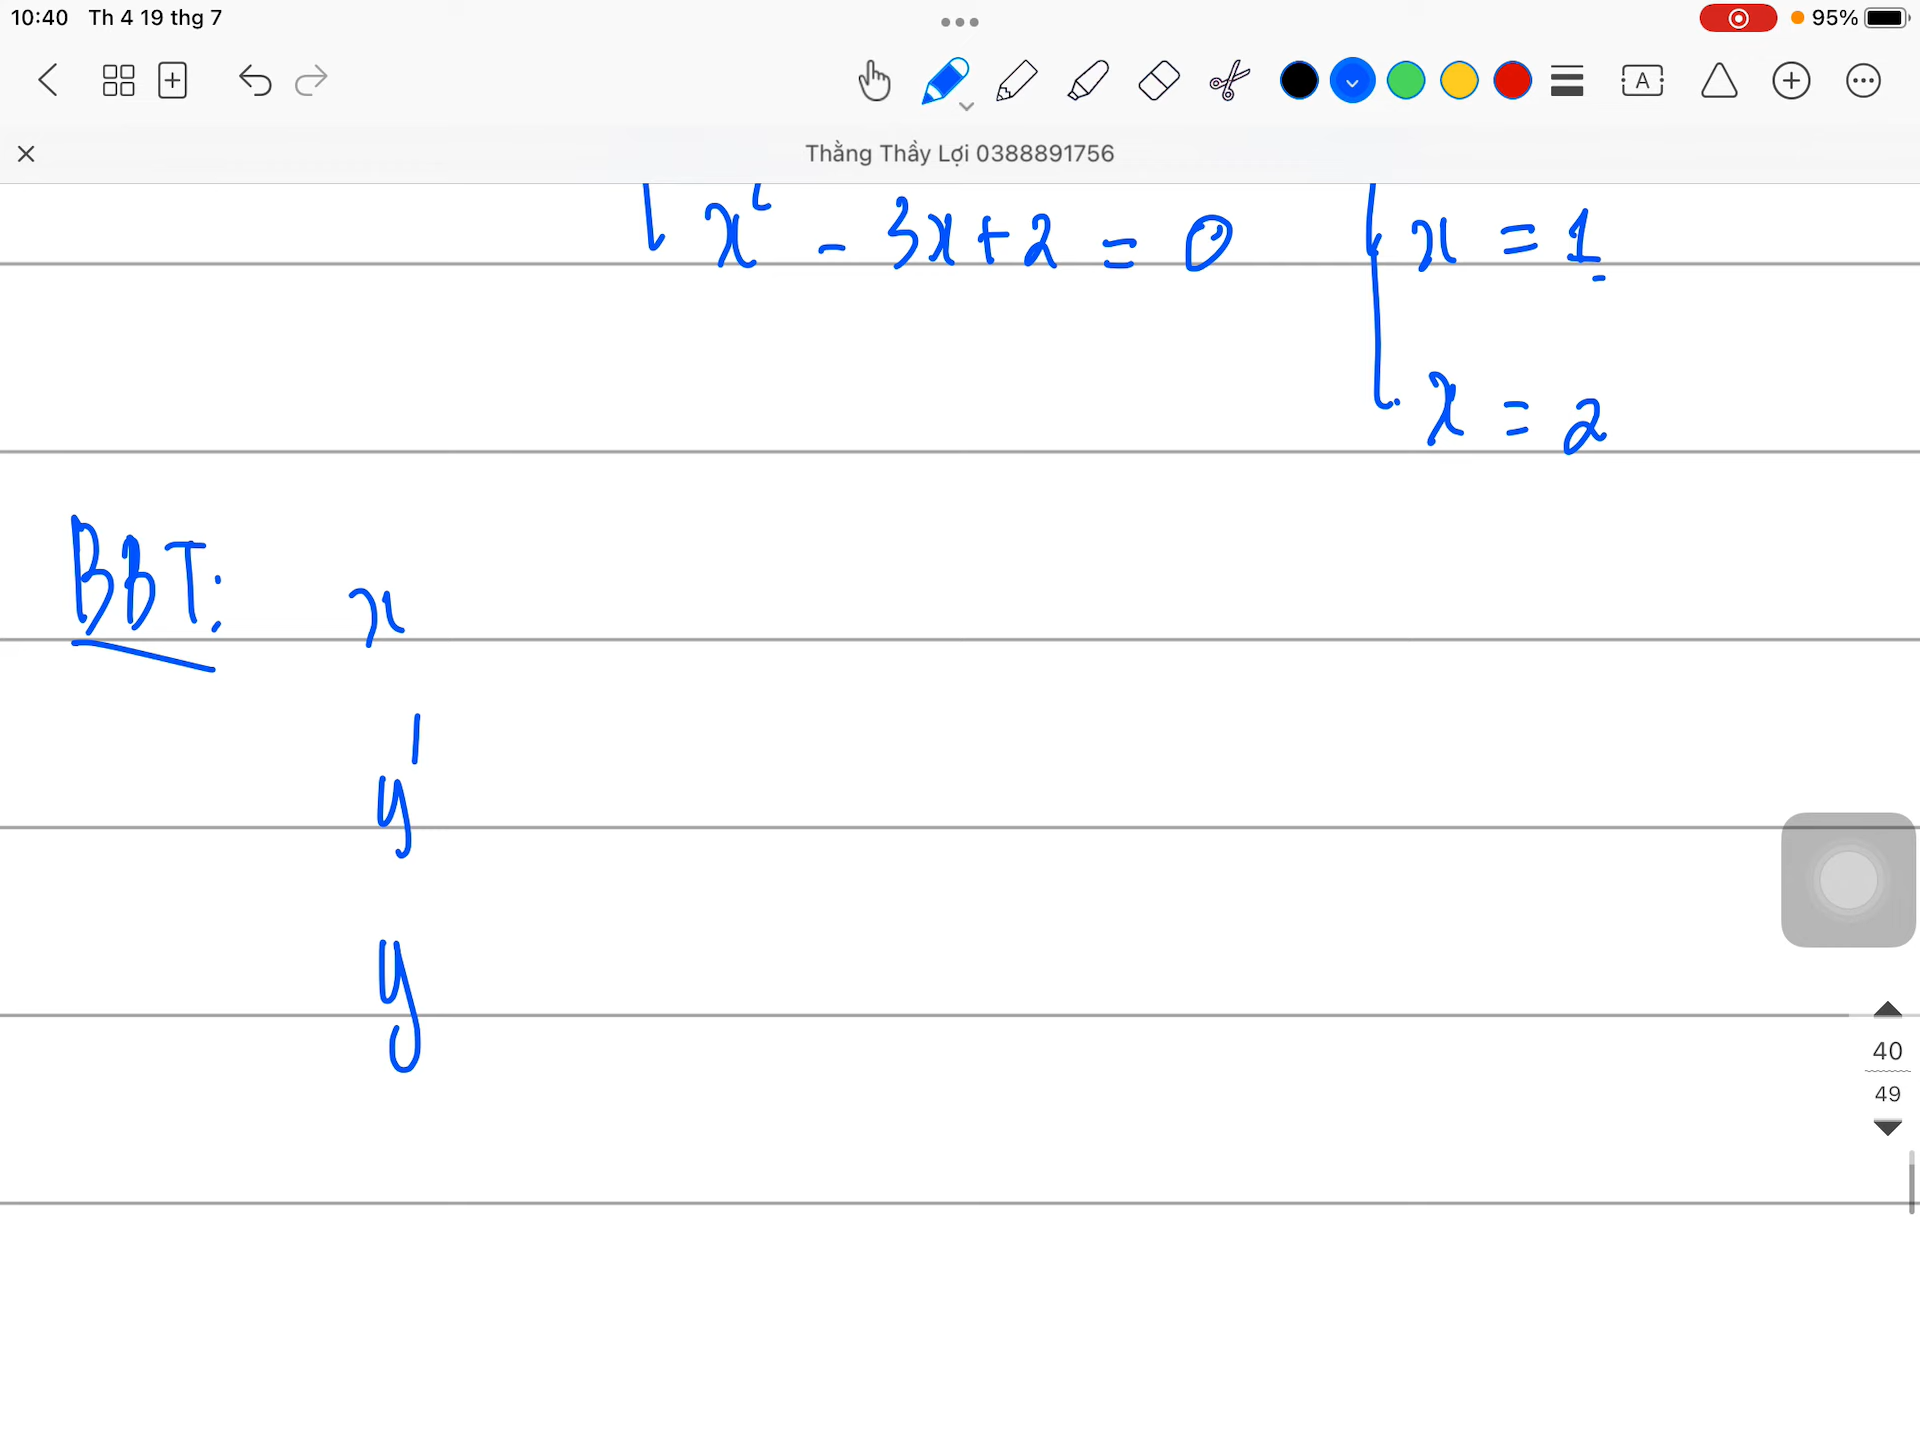 10:40 Th 4 19 thg 7 95%
A
Thằng Thầy Lợi 0388891756
x² - 3x + 2 = 0 x = 1
x = 2
BBT: x
y'
y
40
49